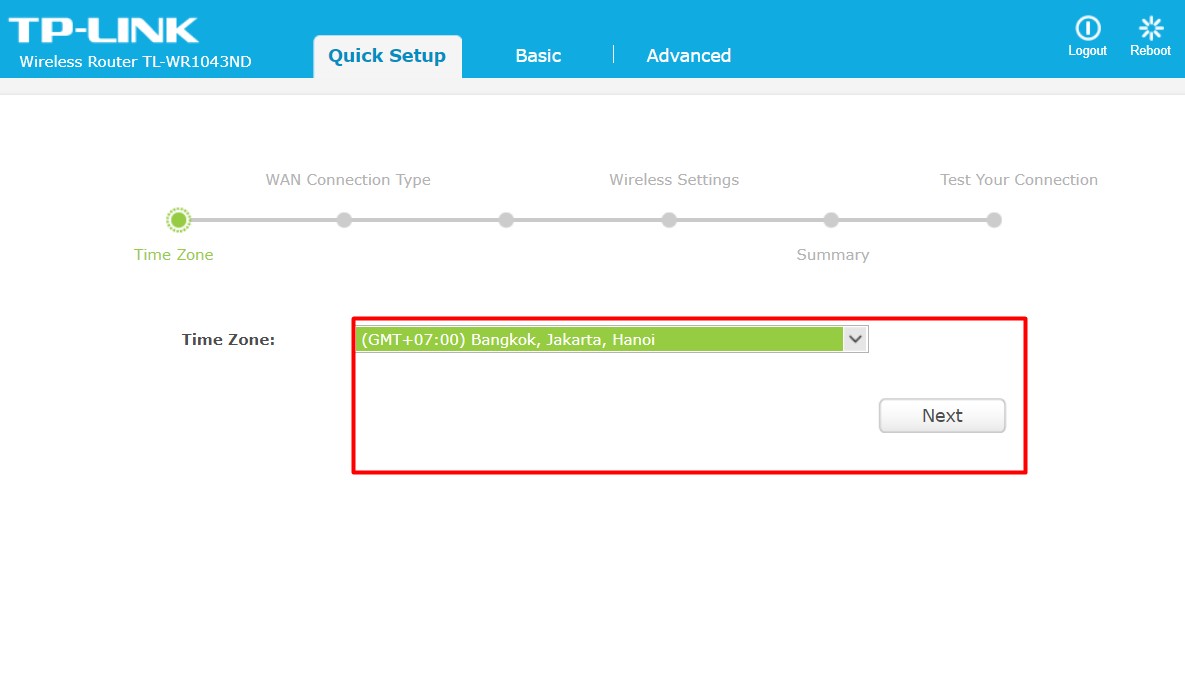 TP-LINK
Wireless Router TL-WR1043ND
Quick Setup
Basic
Advanced
Logout
Reboot
WAN Connection Type
Wireless Settings
Test Your Connection
Time Zone
Summary
Time Zone:
(GMT+07:00) Bangkok, Jakarta, Hanoi
Next